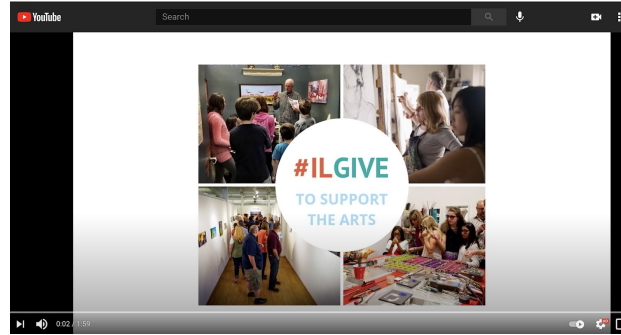 YouTube
Search
#ILGIVE
TO SUPPORT
THE ARTS
0:02 / 1:59